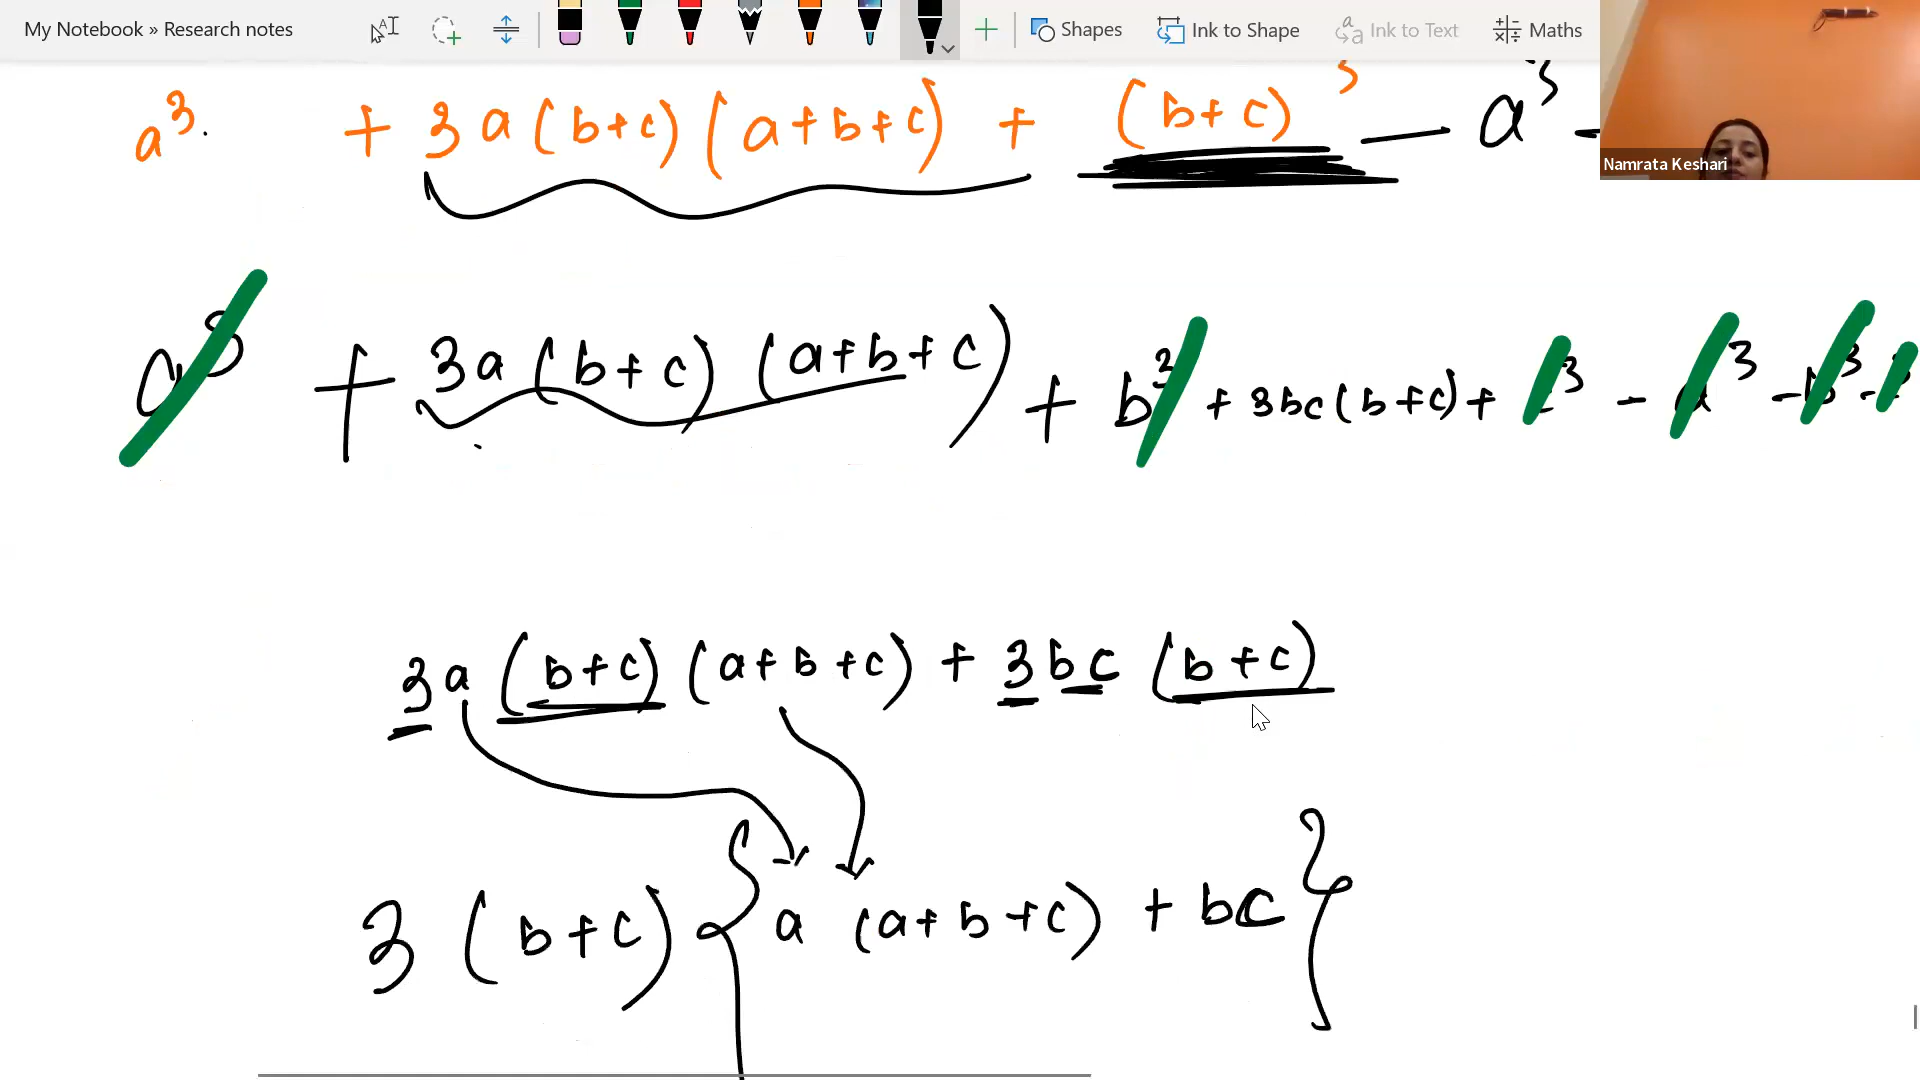 My Notebook » Research notes
Shapes
Ink to Shape
Ink to Text
Maths
Namrata Keshari
a³. + 3a(b+c)(a+b+c) + (b+c)³ — a³ –
a³ + 3a(b+c)(a+b+c) + b³ + 3bc(b+c) + c³ - a³ - b³ -
3a(b+c)(a+b+c) + 3bc(b+c)
3(b+c){a(a+b+c) + bc}